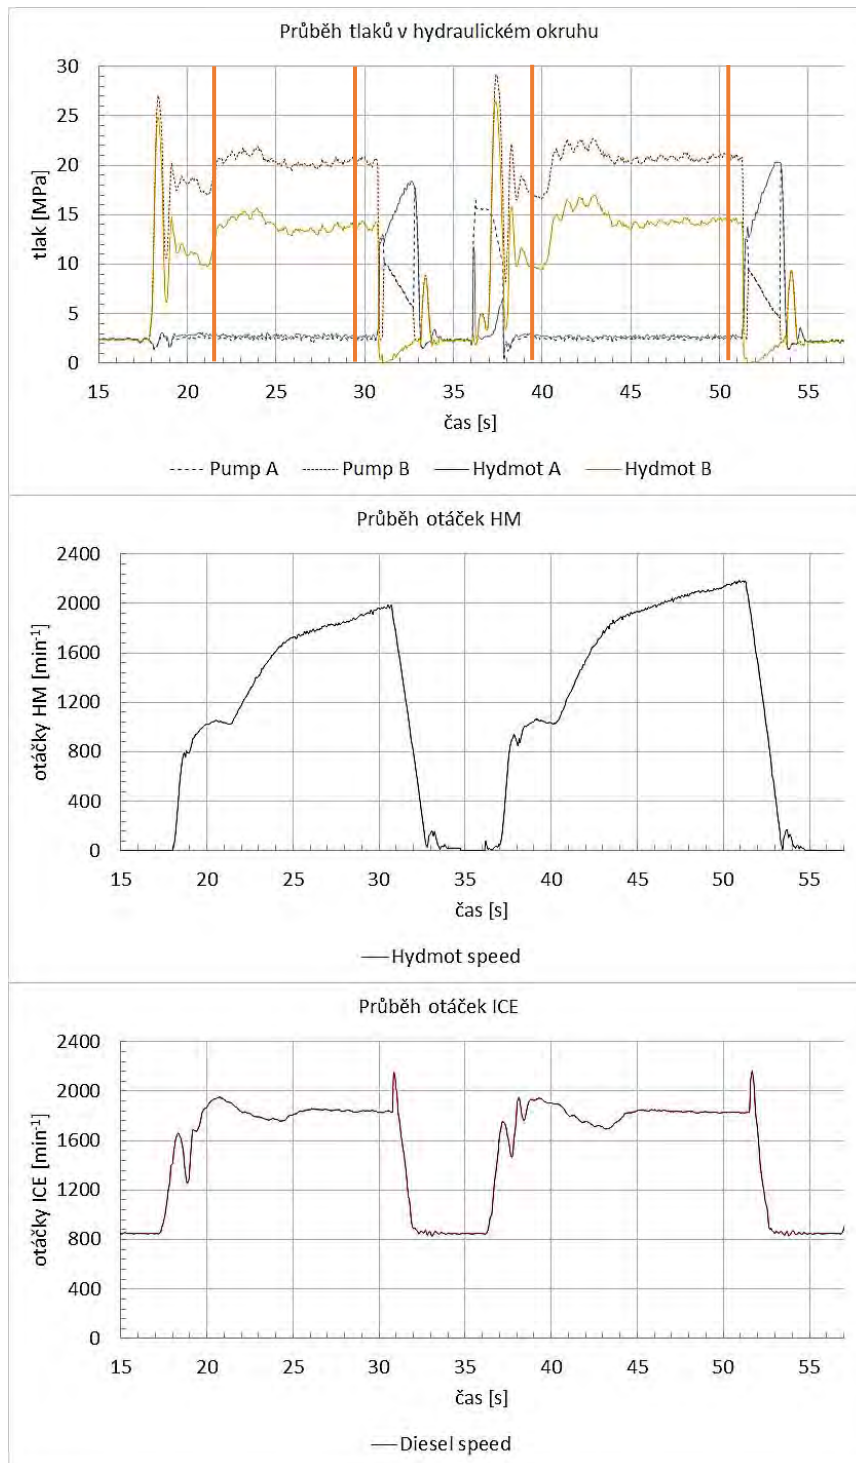 Průběh tlaků v hydraulickém okruhu
30
25
20
15
10
5
0
tlak [MPa]
15 20 25 30 35 40 45 50 55
čas [s]
Pump A Pump B Hydmot A Hydmot B
Průběh otáček HM
2400
2000
1600
1200
800
400
0
otáčky HM [min-1]
15 20 25 30 35 40 45 50 55
čas [s]
Hydmot speed
Průběh otáček ICE
2400
2000
1600
1200
800
400
0
otáčky ICE [min-1]
15 20 25 30 35 40 45 50 55
čas [s]
Diesel speed